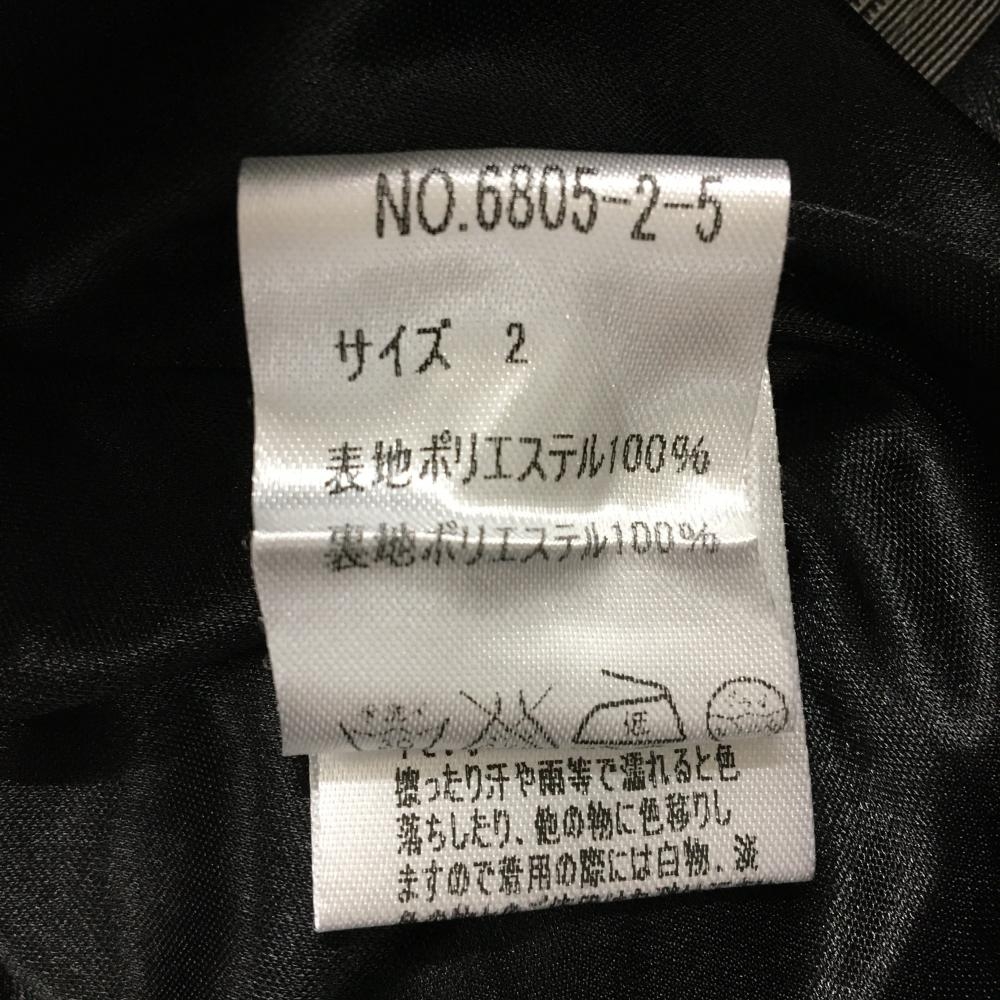 NO.6805-2-5
サイズ 2
表地ポリエステル100%
裏地ポリエステル100%
低
擦ったり汗や雨等で濡れると色
落ちしたり、他の物に色移りし
ますので着用の際には白物、淡